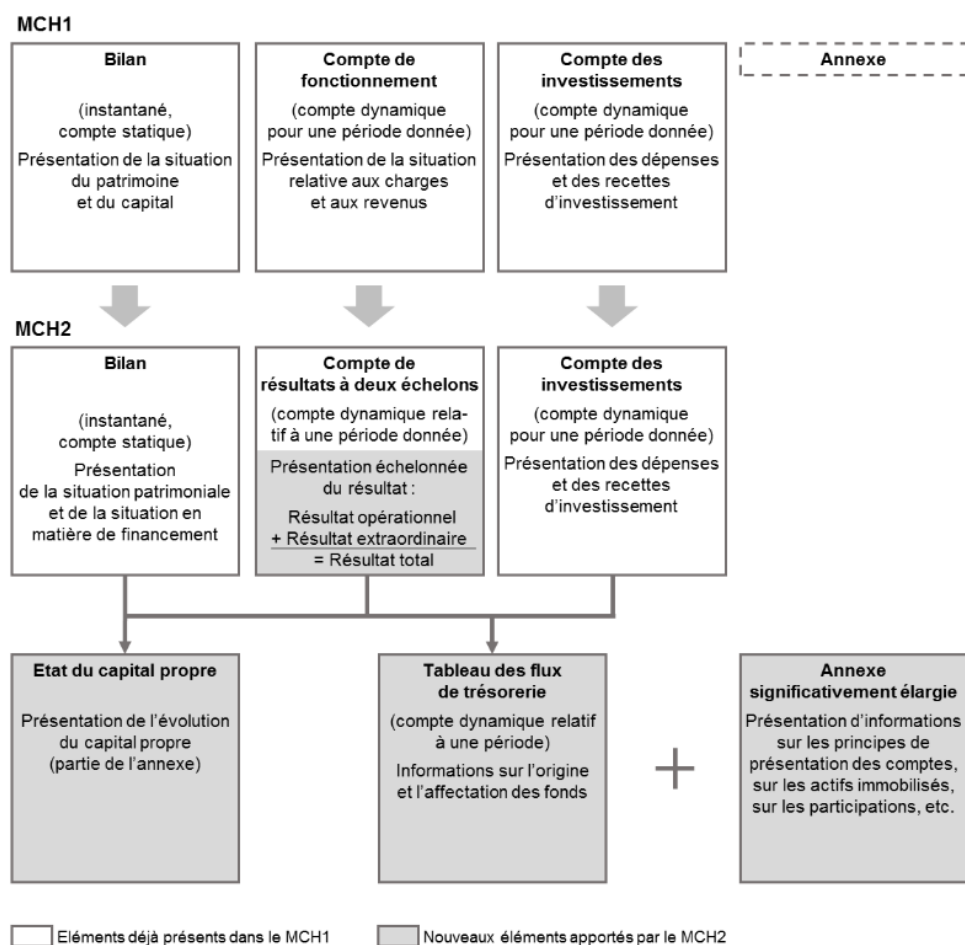 MCH1
Bilan
(instantané,
compte statique)
Présentation de la situation
du patrimoine
et du capital
Compte de
fonctionnement
(compte dynamique
pour une période donnée)
Présentation de la situation
relative aux charges
et aux revenus
Compte des
investissements
(compte dynamique
pour une période donnée)
Présentation des dépenses
et des recettes
d'investissement
Annexe
MCH2
Bilan
(instantané,
compte statique)
Présentation
de la situation patrimoniale
et de la situation en
matière de financement
Compte de
résultats à deux échelons
(compte dynamique rela-
tif à une période donnée)
Présentation échelonnée
du résultat :
Résultat opérationnel
+ Résultat extraordinaire
= Résultat total
Compte des
investissements
(compte dynamique
pour une période donnée)
Présentation des dépenses
et des recettes
d'investissement
Etat du capital propre
Présentation de l'évolution
du capital propre
(partie de l'annexe)
Tableau des flux
de trésorerie
(compte dynamique relatif
à une période)
Informations sur l'origine
et l'affectation des fonds
+
Annexe
significativement élargie
Présentation d'informations
sur les principes de
présentation des comptes,
sur les actifs immobilisés,
sur les participations, etc.
Eléments déjà présents dans le MCH1
Nouveaux éléments apportés par le MCH2